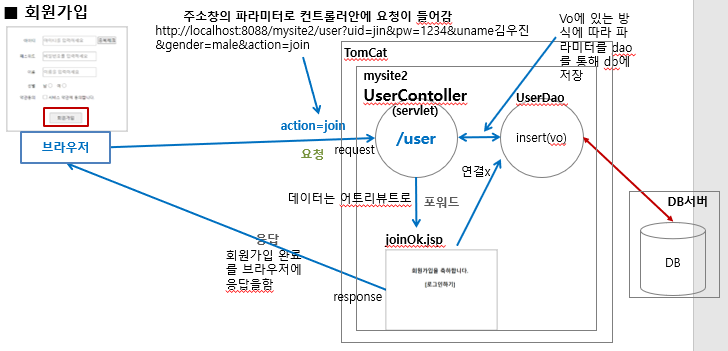 ■ 회원가입
주소창의 파라미터로 컨트롤러안에 요청이 들어감
http://localhost:8088/mysite2/user?uid=jin&pw=1234&uname김우진
&gender=male&action=join
Vo에 있는 방
식에 따라 파
라미터를 dao
를 통해 db에
저장
TomCat
mysite2
UserContoller
(servlet)
/user
UserDao
insert(vo)
action=join
브라우저
요청
request
연결x
데이터는 어트리뷰트로
포워드
joinOk.jsp
회원가입을 축하합니다.
[로그인하기]
응답
회원가입 완료
를 브라우저에
응답을함
response
DB서버
DB
회원가입